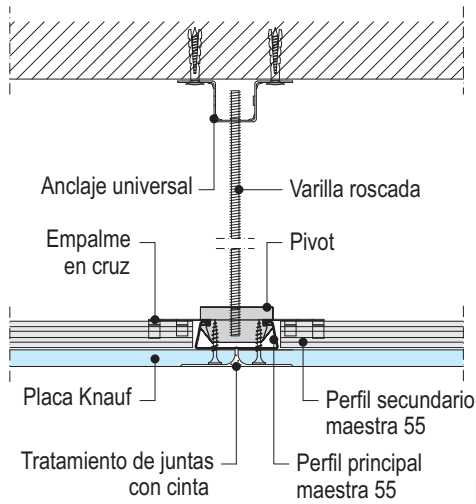 Anclaje universal
Varilla roscada
Empalme
en cruz
Pivot
Placa Knauf
Perfil secundario
maestra 55
Tratamiento de juntas
con cinta
Perfil principal
maestra 55